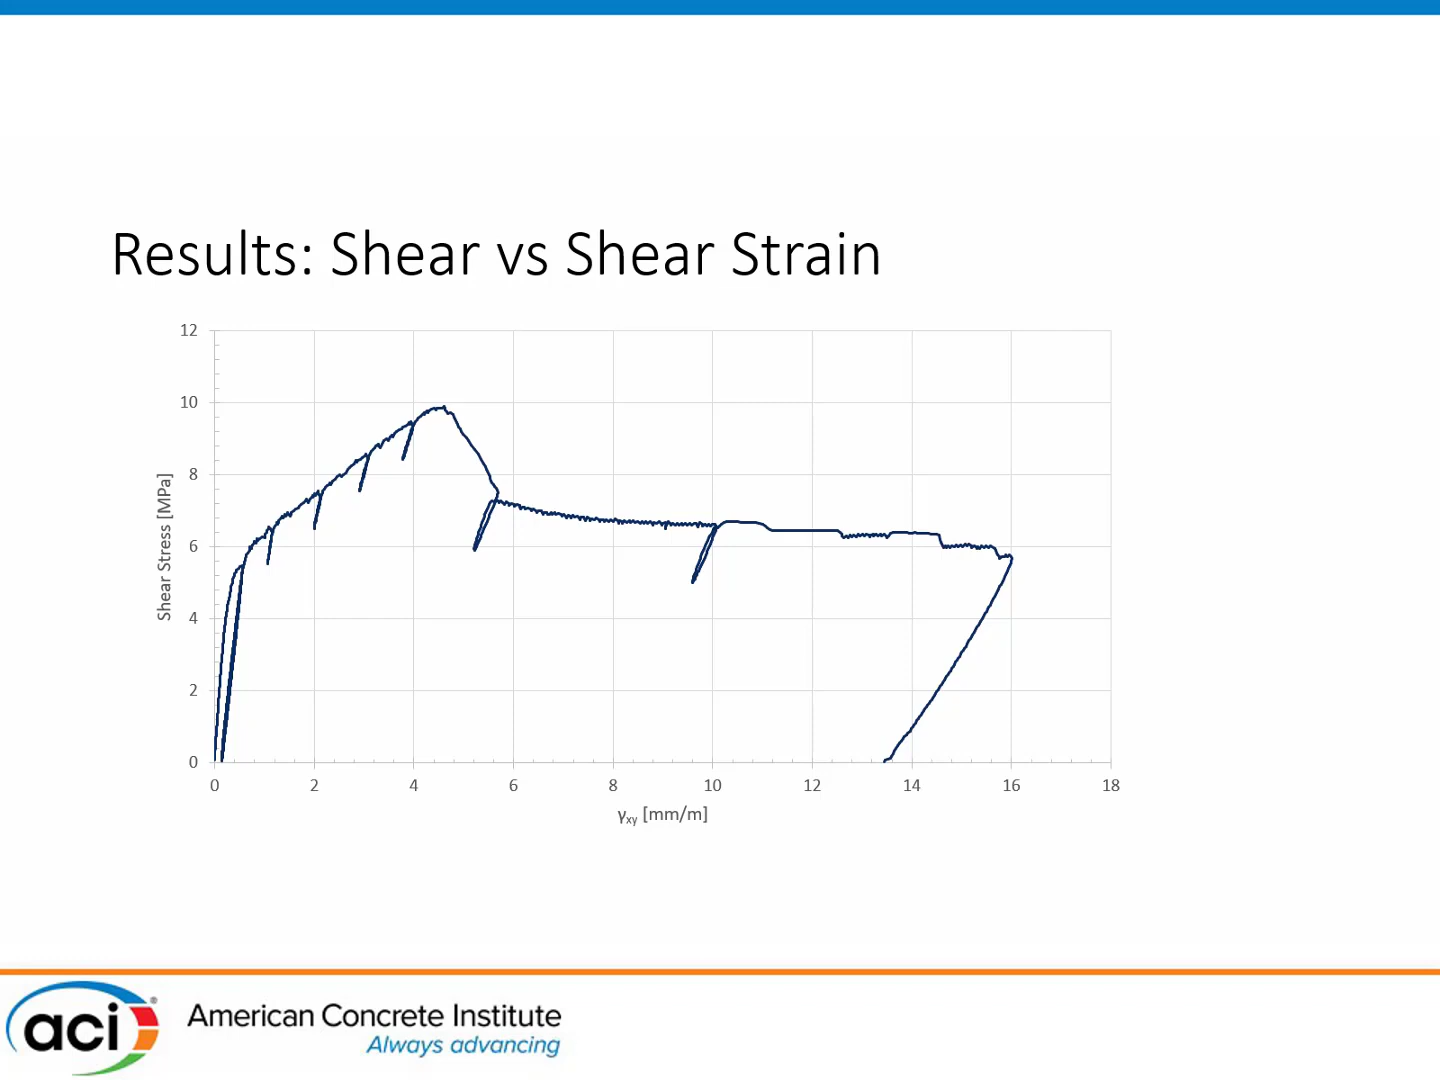 Results: Shear vs Shear Strain
12
10
8
6
4
2
0
Shear Stress [MPa]
0 2 4 6 8 10 12 14 16 18
γxy [mm/m]
aci®
American Concrete Institute
Always advancing